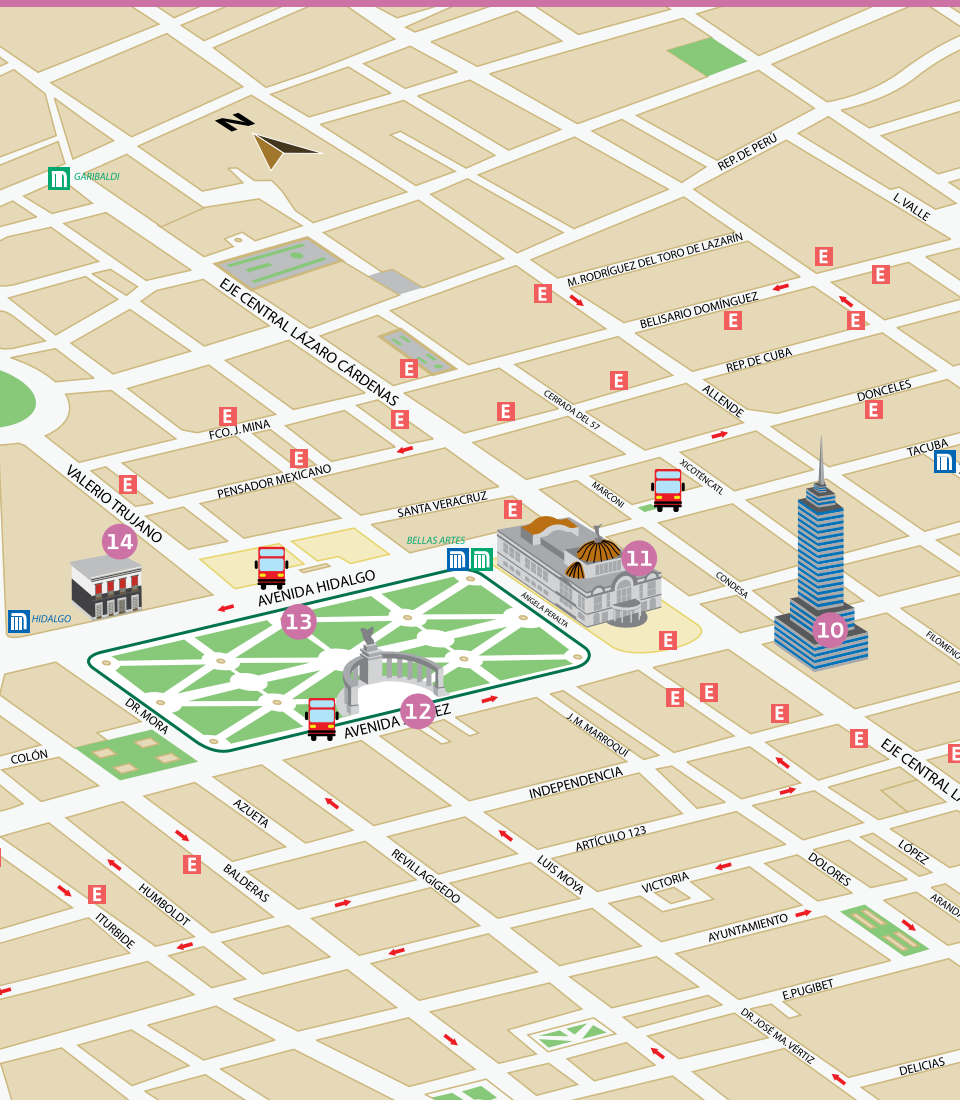 N
REP. DE PERÚ
GARIBALDI
L. VALLE
M. RODRÍGUEZ DEL TORO DE LAZARÍN
E
E
E
EJE CENTRAL LÁZARO CÁRDENAS
BELISARIO DOMÍNGUEZ
E
E
REP. DE CUBA
E
E
CERRADA DEL 57
ALLENDE
DONCELES
E
E
E
E
FCO. J. MINA
TACUBA
E
PENSADOR MEXICANO
XICOTÉNCATL
VALERIO TRUJANO
E
MARCONI
SANTA VERACRUZ
E
14
BELLAS ARTES
11
AVENIDA HIDALGO
CONDESA
ANGELA PERALTA
HIDALGO
13
10
E
FILOMENO
E
E
12
AVENIDA
EZ
E
DR. MORA
J. M. MARROQUI
E
COLÓN
EJE CENTRAL LÁ
E
INDEPENDENCIA
AZUETA
ARTÍCULO 123
LÓPEZ
E
BALDERAS
REVILLAGIGEDO
LUIS MOYA
VICTORIA
DOLORES
E
HUMBOLDT
ARANDA
ITURBIDE
AYUNTAMIENTO
E. PUGIBET
DR. JOSÉ MA. VÉRTIZ
DELICIAS